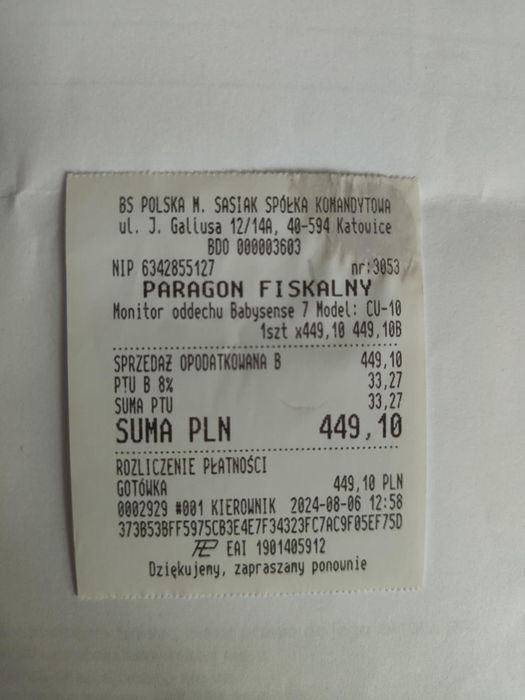 BS POLSKA M. SASIAK SPÓŁKA KOMANDYTOWA
ul. J. Gallusa 12/14A, 40-594 Katowice
BDO 000003603
NIP 6342855127 nr:3053
PARAGON FISKALNY
Monitor oddechu Babysense 7 Model: CU-10
1szt x449,10 449,10B
SPRZEDAŻ OPODATKOWANA B 449,10
PTU B 8% 33,27
SUMA PTU 33,27
SUMA PLN 449,10
ROZLICZENIE PŁATNOŚCI
GOTÓWKA 449,10 PLN
0002929 #001 KIEROWNIK 2024-08-06 12:58
373B53BFF5975CB3E4E7F34323FC7AC9F05EF75D
EAI 1901405912
Dziękujemy, zapraszamy ponownie